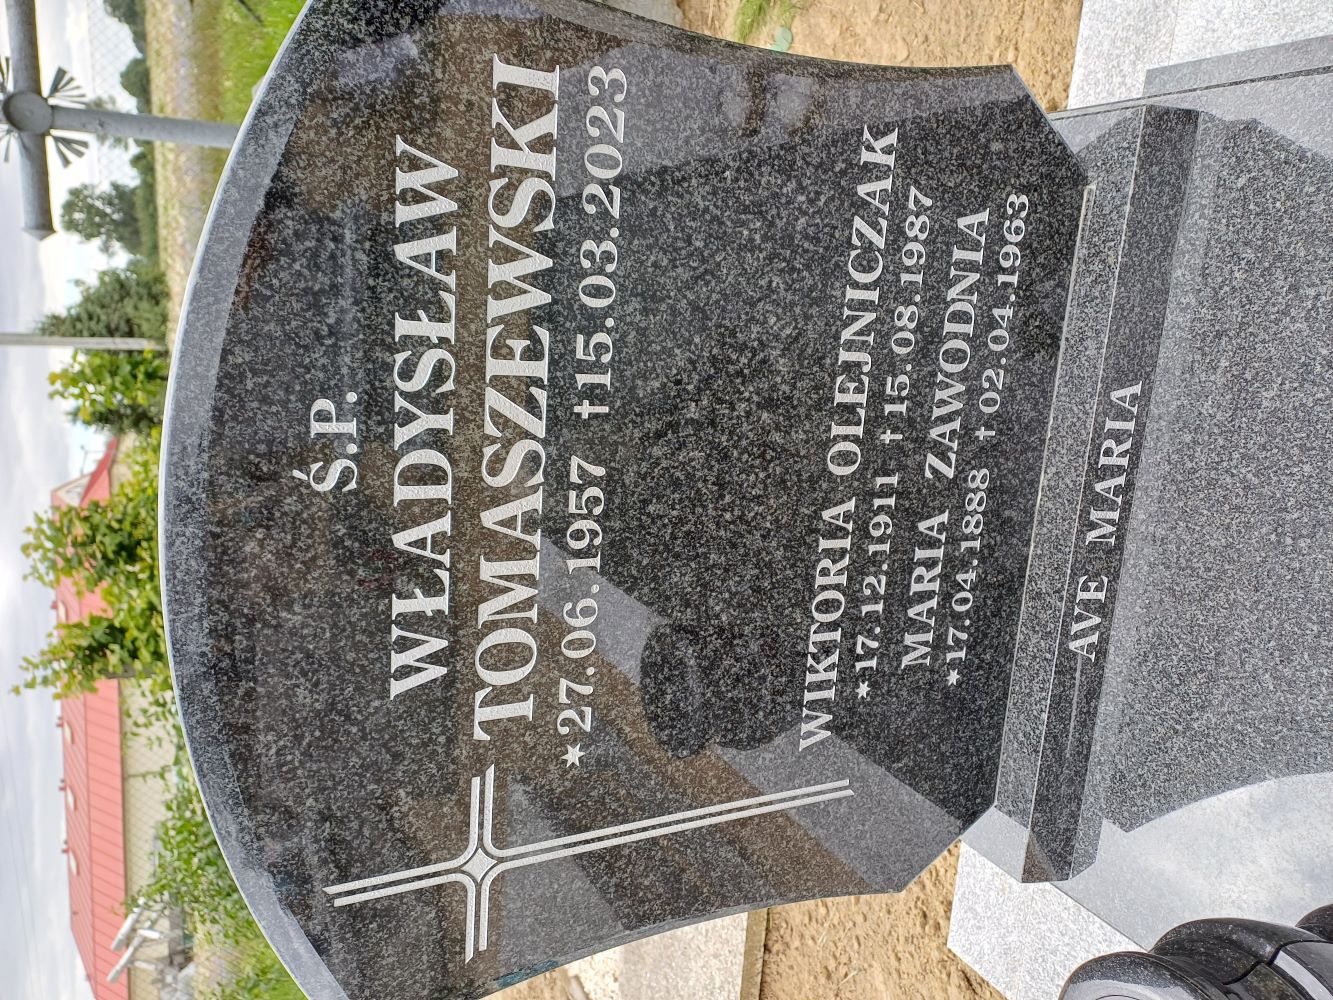 Ś.P.
WŁADYSŁAW
TOMASZEWSKI
*27.06.1957 †15.03.2023
WIKTORIA OLEJNICZAK
*17.12.1911 †15.08.1987
MARIA ZAWODNIA
*17.04.1888 †02.04.1963
AVE MARIA